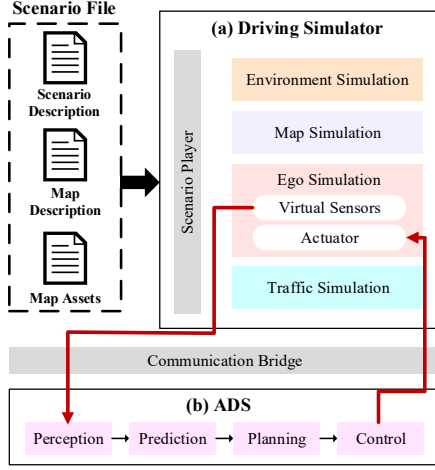 Scenario File
Scenario
Description
Map
Description
Map Assets
(a) Driving Simulator
Scenario Player
Environment Simulation
Map Simulation
Ego Simulation
Virtual Sensors
Actuator
Traffic Simulation
Communication Bridge
(b) ADS
Perception
Prediction
Planning
Control